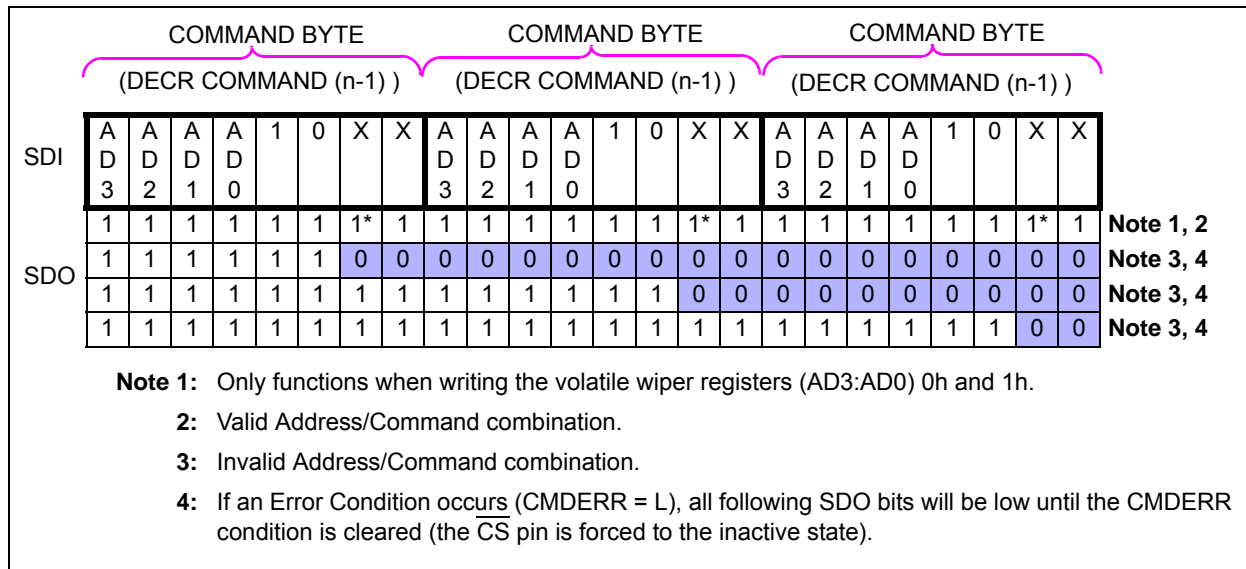 COMMAND BYTE COMMAND BYTE COMMAND BYTE
(DECR COMMAND (n-1) ) (DECR COMMAND (n-1) ) (DECR COMMAND (n-1) )
SDI
A A A A 1 0 X X A A A A 1 0 X X A A A A 1 0 X X
D D D D D D D D D D D D
3 2 1 0 3 2 1 0 3 2 1 0
1 1 1 1 1 1 1* 1 1 1 1 1 1 1 1* 1 1 1 1 1 1 1 1* 1 Note 1, 2
SDO
1 1 1 1 1 1 0 0 0 0 0 0 0 0 0 0 0 0 0 0 0 0 0 0 Note 3, 4
1 1 1 1 1 1 1 1 1 1 1 1 1 1 0 0 0 0 0 0 0 0 0 0 Note 3, 4
1 1 1 1 1 1 1 1 1 1 1 1 1 1 1 1 1 1 1 1 1 1 0 0 Note 3, 4
Note 1: Only functions when writing the volatile wiper registers (AD3:AD0) 0h and 1h.
2: Valid Address/Command combination.
3: Invalid Address/Command combination.
4: If an Error Condition occurs (CMDERR = L), all following SDO bits will be low until the CMDERR
condition is cleared (the C̅S̅ pin is forced to the inactive state).